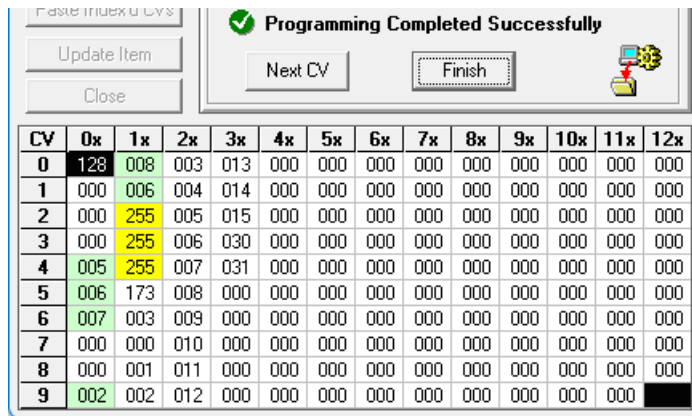 Paste Index'd CVs
Programming Completed Successfully
Update Item
Next CV Finish
Close
CV 0x 1x 2x 3x 4x 5x 6x 7x 8x 9x 10x 11x 12x
0 128 008 003 013 000 000 000 000 000 000 000 000 000
1 000 006 004 014 000 000 000 000 000 000 000 000 000
2 000 255 005 015 000 000 000 000 000 000 000 000 000
3 000 255 006 030 000 000 000 000 000 000 000 000 000
4 005 255 007 031 000 000 000 000 000 000 000 000 000
5 006 173 008 000 000 000 000 000 000 000 000 000 000
6 007 003 009 000 000 000 000 000 000 000 000 000 000
7 000 000 010 000 000 000 000 000 000 000 000 000 000
8 000 001 011 000 000 000 000 000 000 000 000 000 000
9 002 002 012 000 000 000 000 000 000 000 000 000